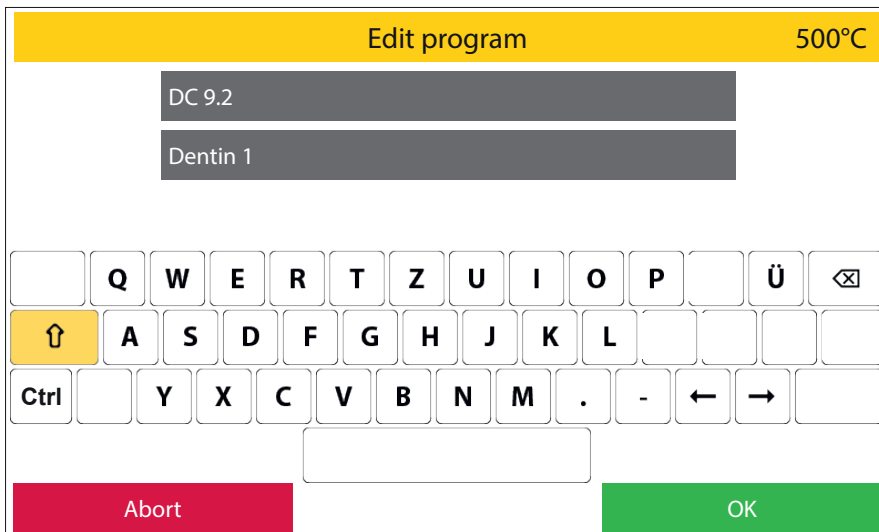 Edit program 500°C
DC 9.2
Dentin 1
Q W E R T Z U I O P Ü
A S D F G H J K L
Ctrl Y X C V B N M . - ← →
Abort OK